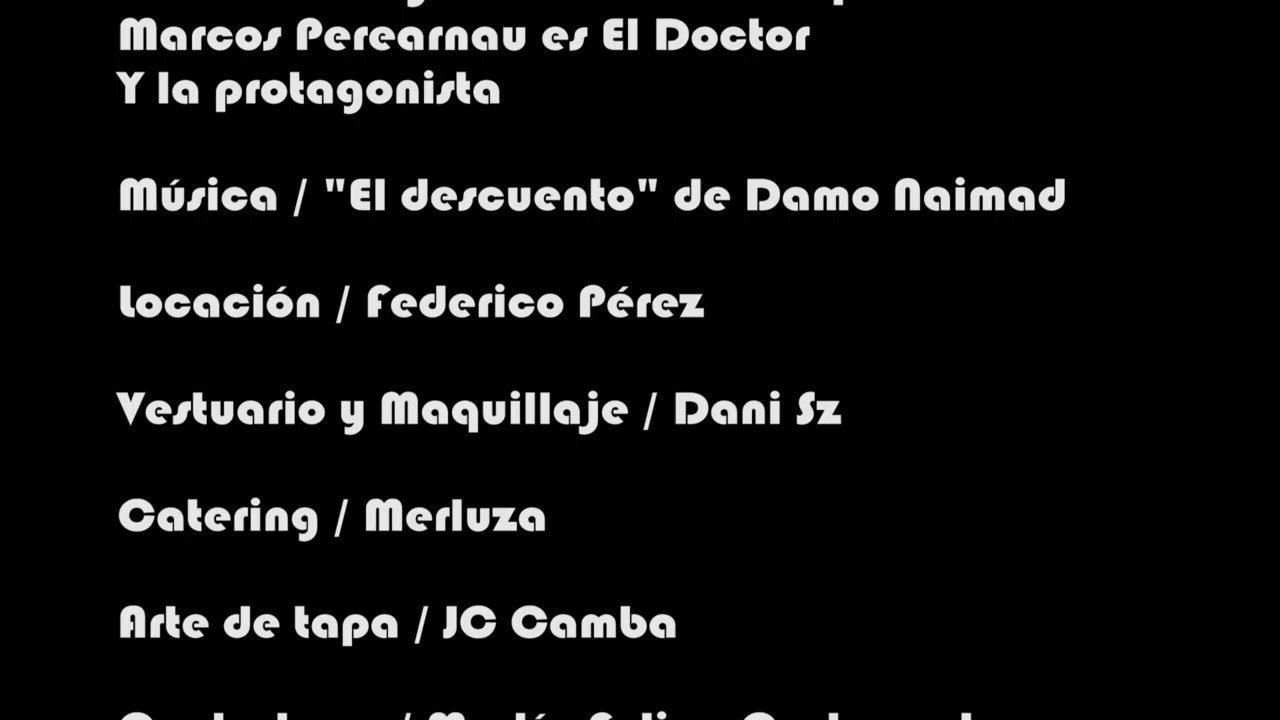 Marcos Perearnau es El Doctor
Y la protagonista
Música / "El descuento" de Damo Naimad
Locación / Federico Pérez
Vestuario y Maquillaje / Dani Sz
Catering / Merluza
Arte de tapa / JC Camba